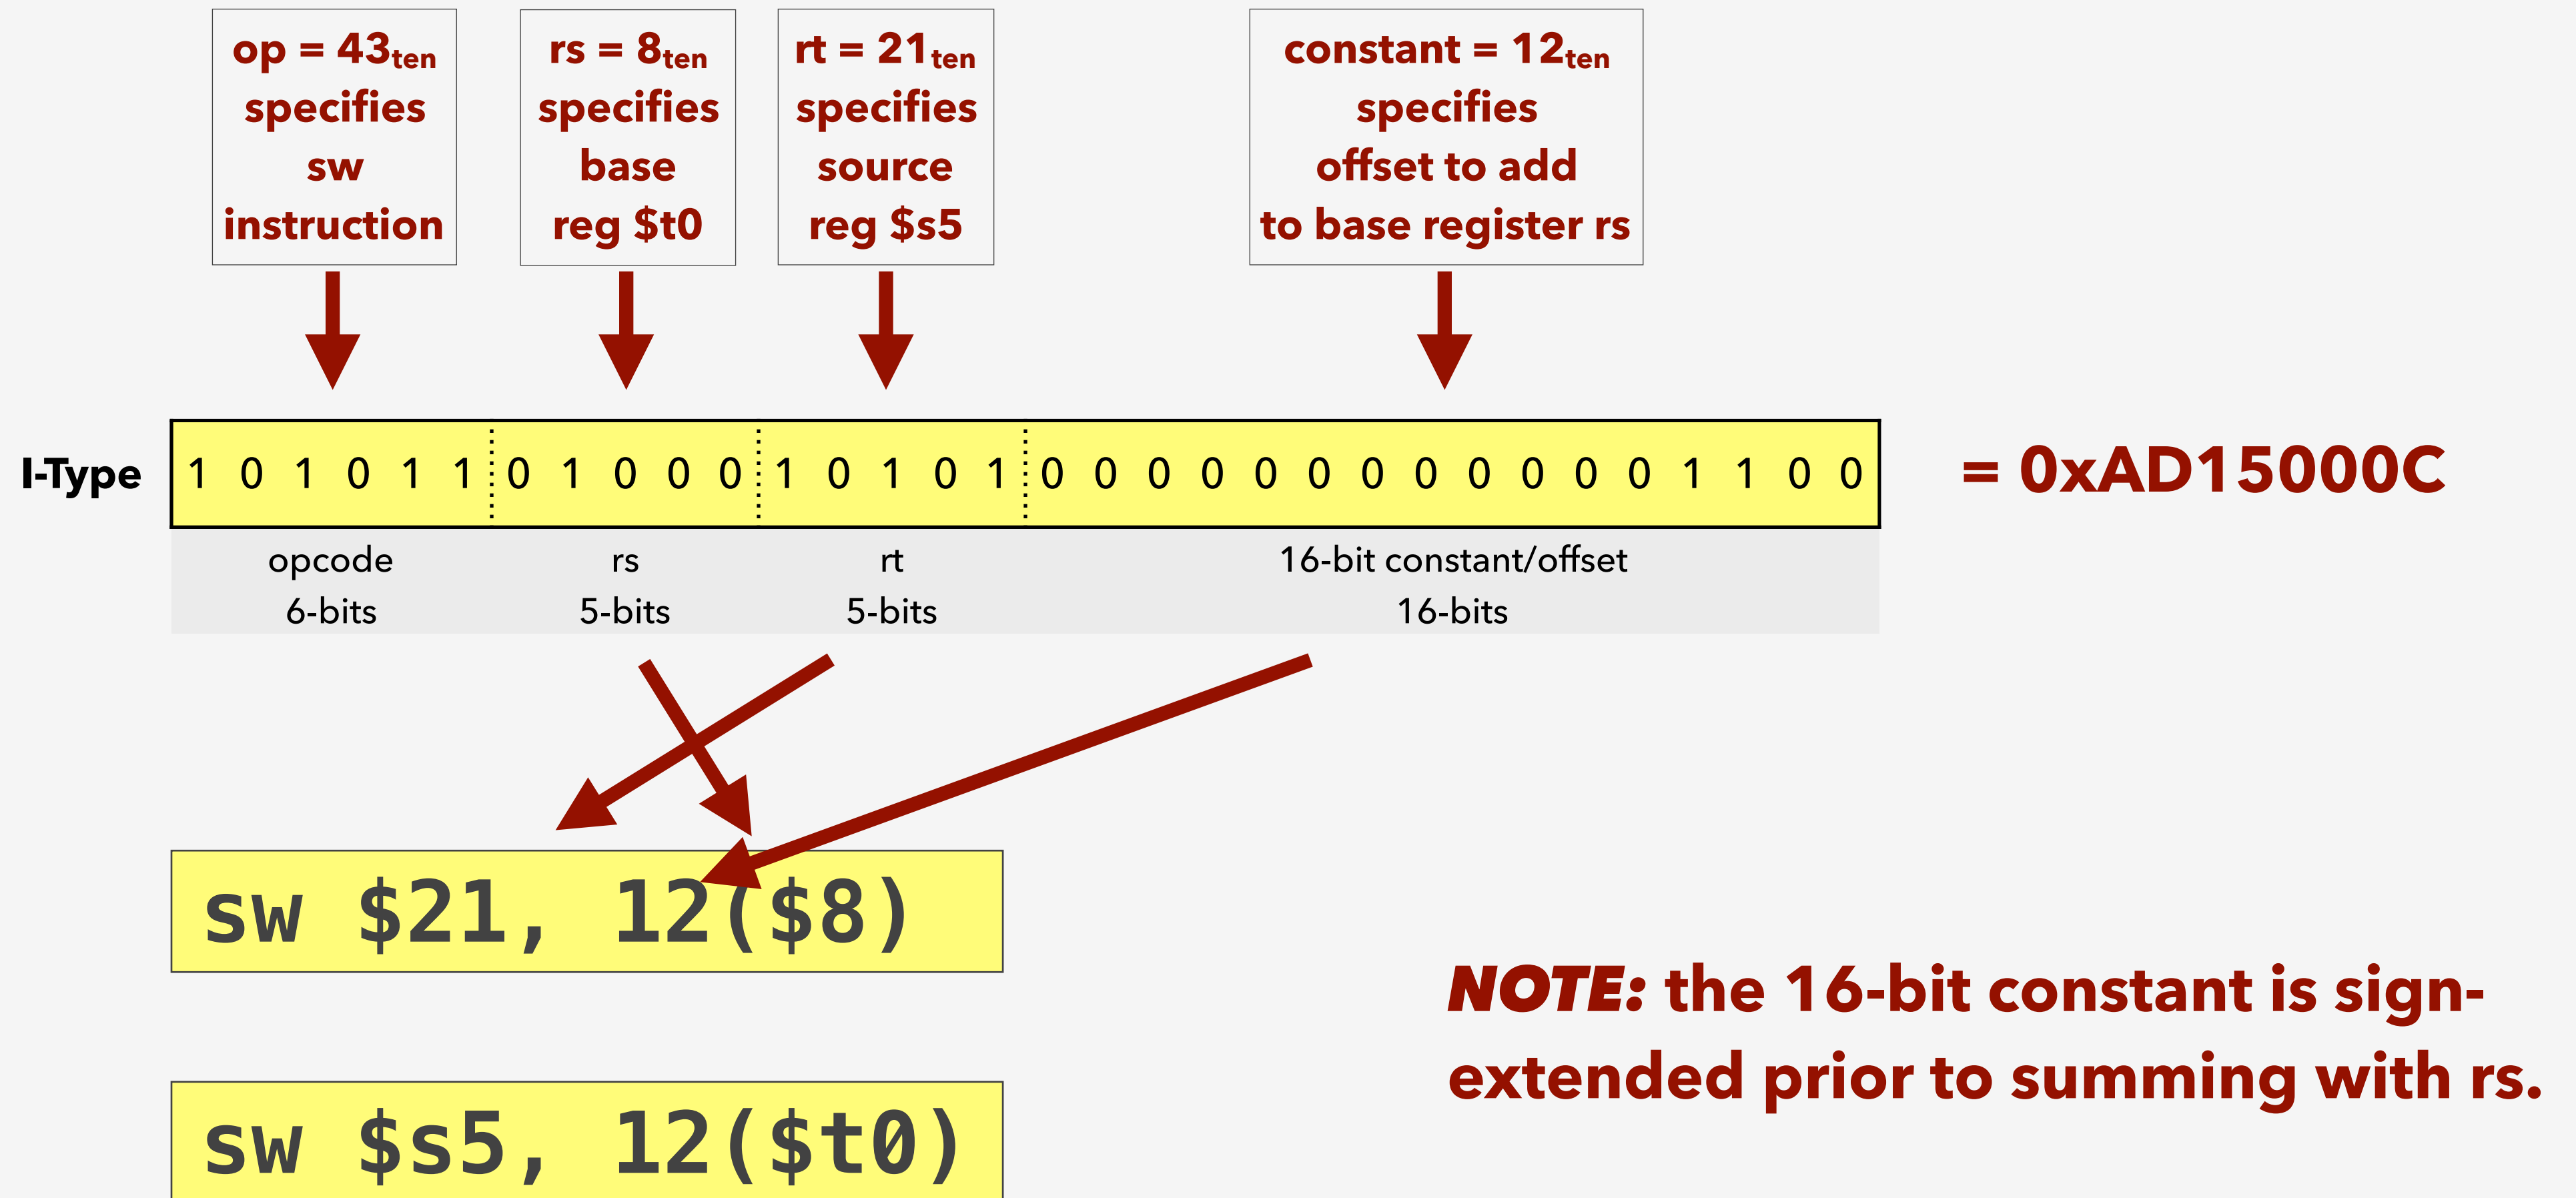 op = 43ten
specifies
sw
instruction
rs = 8ten
specifies
base
reg $t0
rt = 21ten
specifies
source
reg $s5
constant = 12ten
specifies
offset to add
to base register rs
I-Type
1 0 1 0 1 1 0 1 0 0 0 1 0 1 0 1 0 0 0 0 0 0 0 0 0 0 0 0 1 1 0 0
= 0xAD15000C
opcode
6-bits
rs
5-bits
rt
5-bits
16-bit constant/offset
16-bits
sw $21, 12($8)
sw $s5, 12($t0)
NOTE: the 16-bit constant is sign-
extended prior to summing with rs.